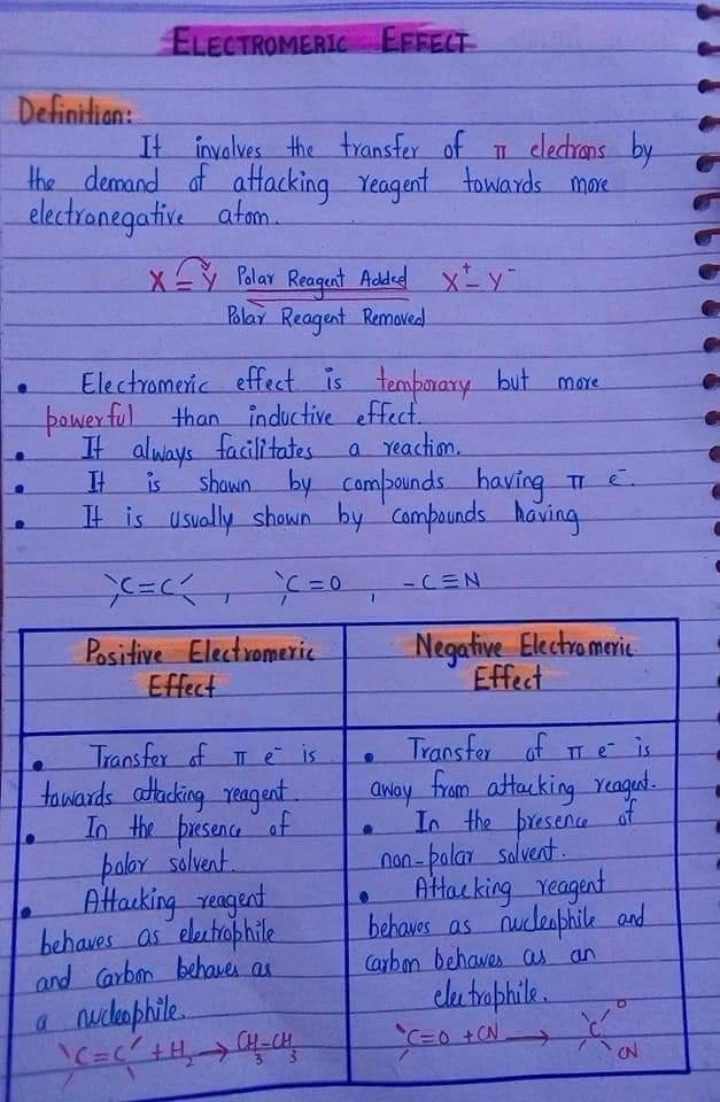 ELECTROMERIC EFFECT
Definition:
It involves the transfer of π electrons by
the demand of attacking reagent towards more
electronegative atom.
X = Y Polar Reagent Added X⁺– Y⁻
Polar Reagent Removed
• Electromeric effect is temporary but more
powerful than inductive effect.
• It always facilitates a reaction.
• It is shown by compounds having π e⁻.
• It is usually shown by compounds having
>C=C< , >C=O , –C≡N
Positive Electromeric
Effect
• Transfer of π e⁻ is
towards attacking reagent.
• In the presence of
polar solvent.
• Attacking reagent
behaves as electrophile
and Carbon behaves as
a nucleophile.
>C=C< + H₂ → CH₃–CH₃
Negative Electromeric
Effect
• Transfer of π e⁻ is
away from attacking reagent.
• In the presence of
non-polar solvent.
• Attacking reagent
behaves as nucleophile and
Carbon behaves as an
electrophile.
>C=O + CN → >C< O
CN